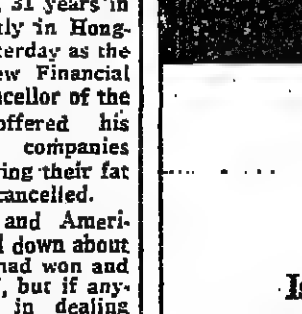 , 31 years in
tly in Hong-
terday as the
ew Financial
ncellor of the
offered his
companies
ring their fat
cancelled.
and Ameri-
l down about
had won and
, but if any-
in dealing